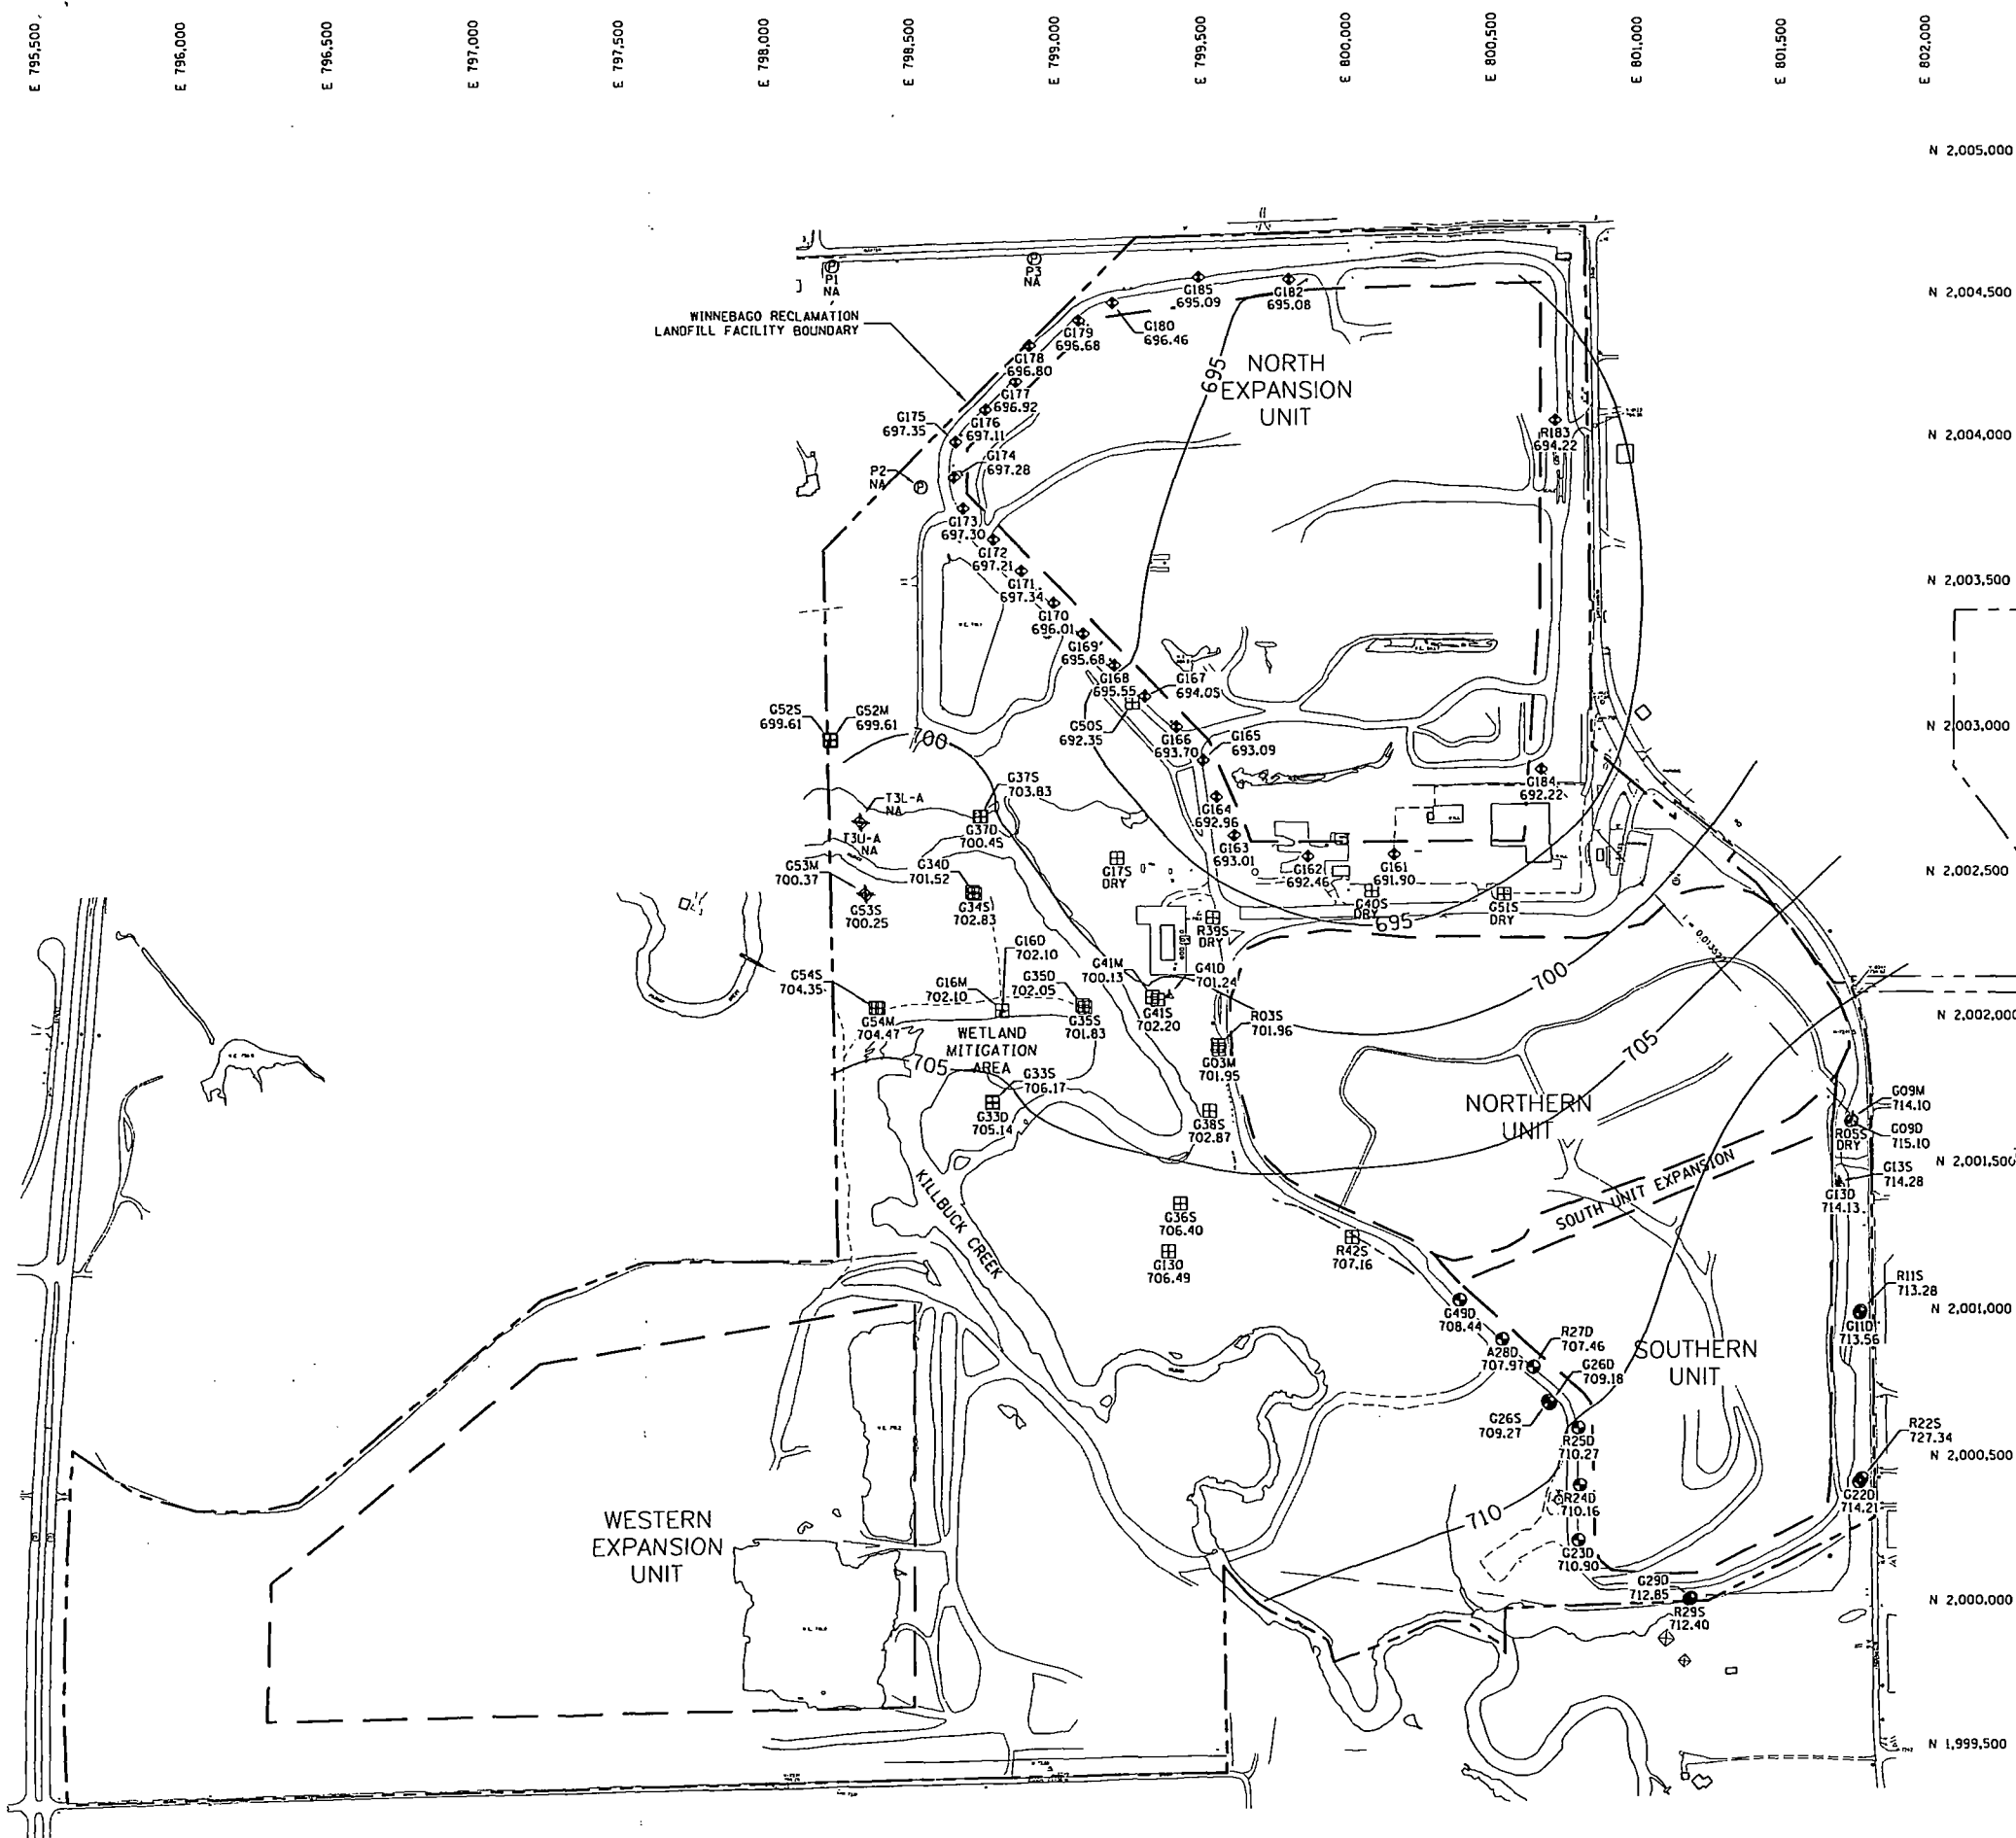 E 795,500
E 796,000
E 796,500
E 797,000
E 797,500
E 798,000
E 798,500
E 799,000
E 799,500
E 800,000
E 800,500
E 801,000
E 801,500
E 802,000
N 2,005,000
N 2,004,500
N 2,004,000
N 2,003,500
N 2,003,000
N 2,002,500
N 2,002,000
N 2,001,500
N 2,001,000
N 2,000,500
N 2,000,000
N 1,999,500
P1
NA
P3
NA
WINNEBAGO RECLAMATION
LANDFILL FACILITY BOUNDARY
G185
695.09
G182
695.08
G180
696.46
G179
696.68
G178
696.80
G177
696.92
G176
697.11
G175
697.35
G174
697.28
P2
NA
G173
697.30
G172
697.21
G171
697.34
G170
696.01
G169
695.68
G168
695.55
G167
694.05
695
NORTH
EXPANSION
UNIT
R183
694.22
G52S
699.61
G52M
699.61
700
G50S
692.35
G166
693.70
G165
693.09
G184
692.22
G37S
703.83
T3L-A
NA
G164
692.96
T3U-A
NA
G37D
700.45
G163
693.01
G53M
700.37
G34D
701.52
G17S
DRY
G162
692.46
G161
691.90
G53S
700.25
G34S
702.83
G40S
DRY
G51S
DRY
695
R39S
DRY
G16D
702.10
G41M
700.13
G41D
701.24
G54S
704.35
G16M
702.10
G35D
702.05
700
G54M
704.47
G35S
701.83
G41S
702.20
R03S
701.96
WETLAND
MITIGATION
AREA
G03M
701.95
705
705
G33S
706.17
G33D
705.14
G38S
702.87
NORTHERN
UNIT
G09M
714.10
R05S
DRY
G09D
715.10
G13S
714.28
G13D
714.13
SOUTH UNIT EXPANSION
KILLBUCK CREEK
G36S
706.40
G130
706.49
R42S
707.16
R11S
713.28
G11D
713.56
G49D
708.44
A28D
707.97
R27D
707.46
G26D
709.18
SOUTHERN
UNIT
G26S
709.27
R25D
710.27
R22S
727.34
G22D
714.21
R24D
710.16
710
WESTERN
EXPANSION
UNIT
G23D
710.90
G29D
712.85
R29S
712.40